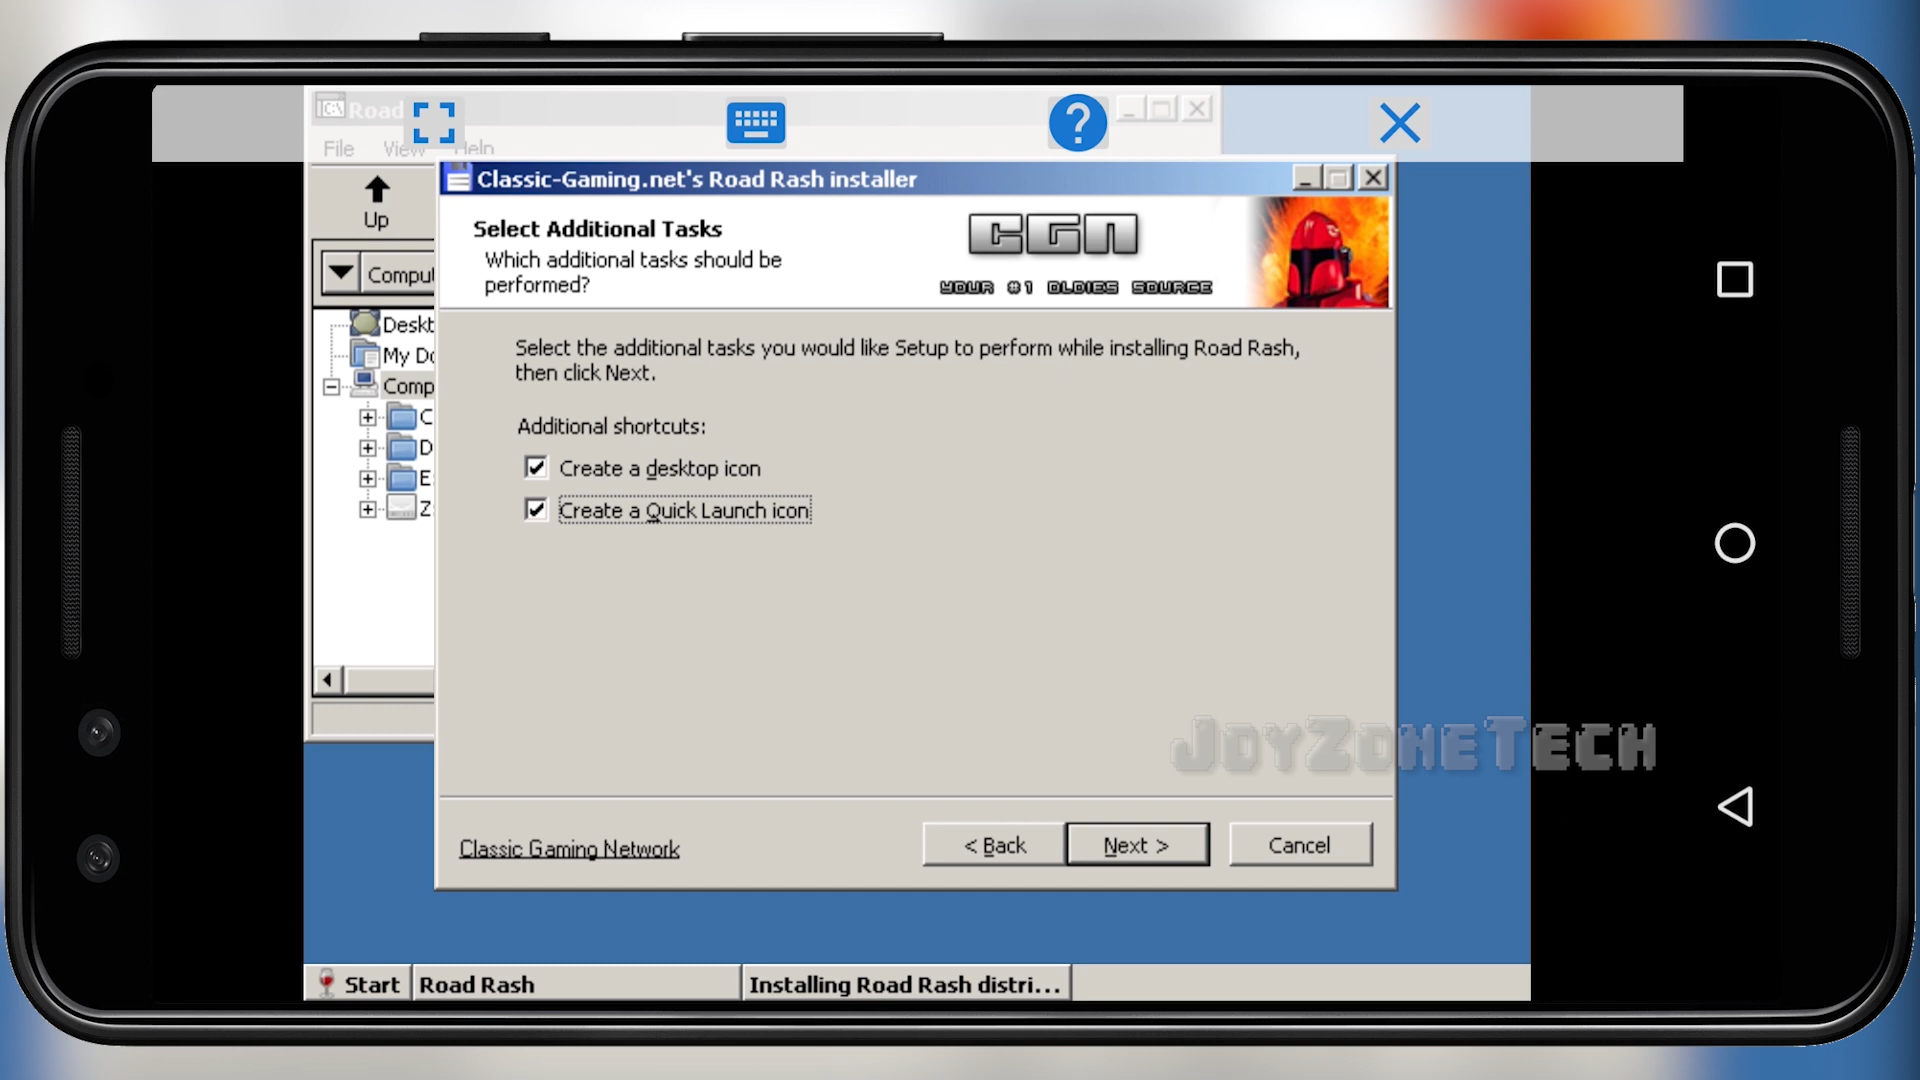 Road
File View Help
Classic-Gaming.net's Road Rash installer
Up
Select Additional Tasks
Which additional tasks should be
performed?
CGN
YOUR #1 OLDIES SOURCE
Comput
Deskt
My Do
Comp
C
D
E
Z
Select the additional tasks you would like Setup to perform while installing Road Rash,
then click Next.
Additional shortcuts:
Create a desktop icon
Create a Quick Launch icon
JoyZoneTech
Classic Gaming Network
< Back
Next >
Cancel
Start
Road Rash
Installing Road Rash distri...